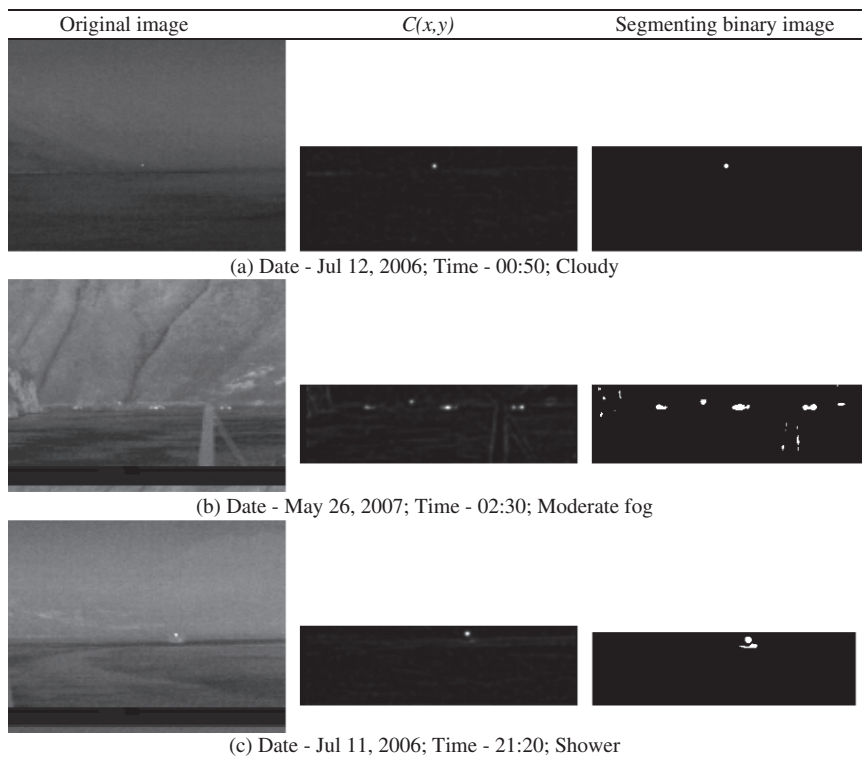 Original image C(x,y) Segmenting binary image
(a) Date - Jul 12, 2006; Time - 00:50; Cloudy
(b) Date - May 26, 2007; Time - 02:30; Moderate fog
(c) Date - Jul 11, 2006; Time - 21:20; Shower